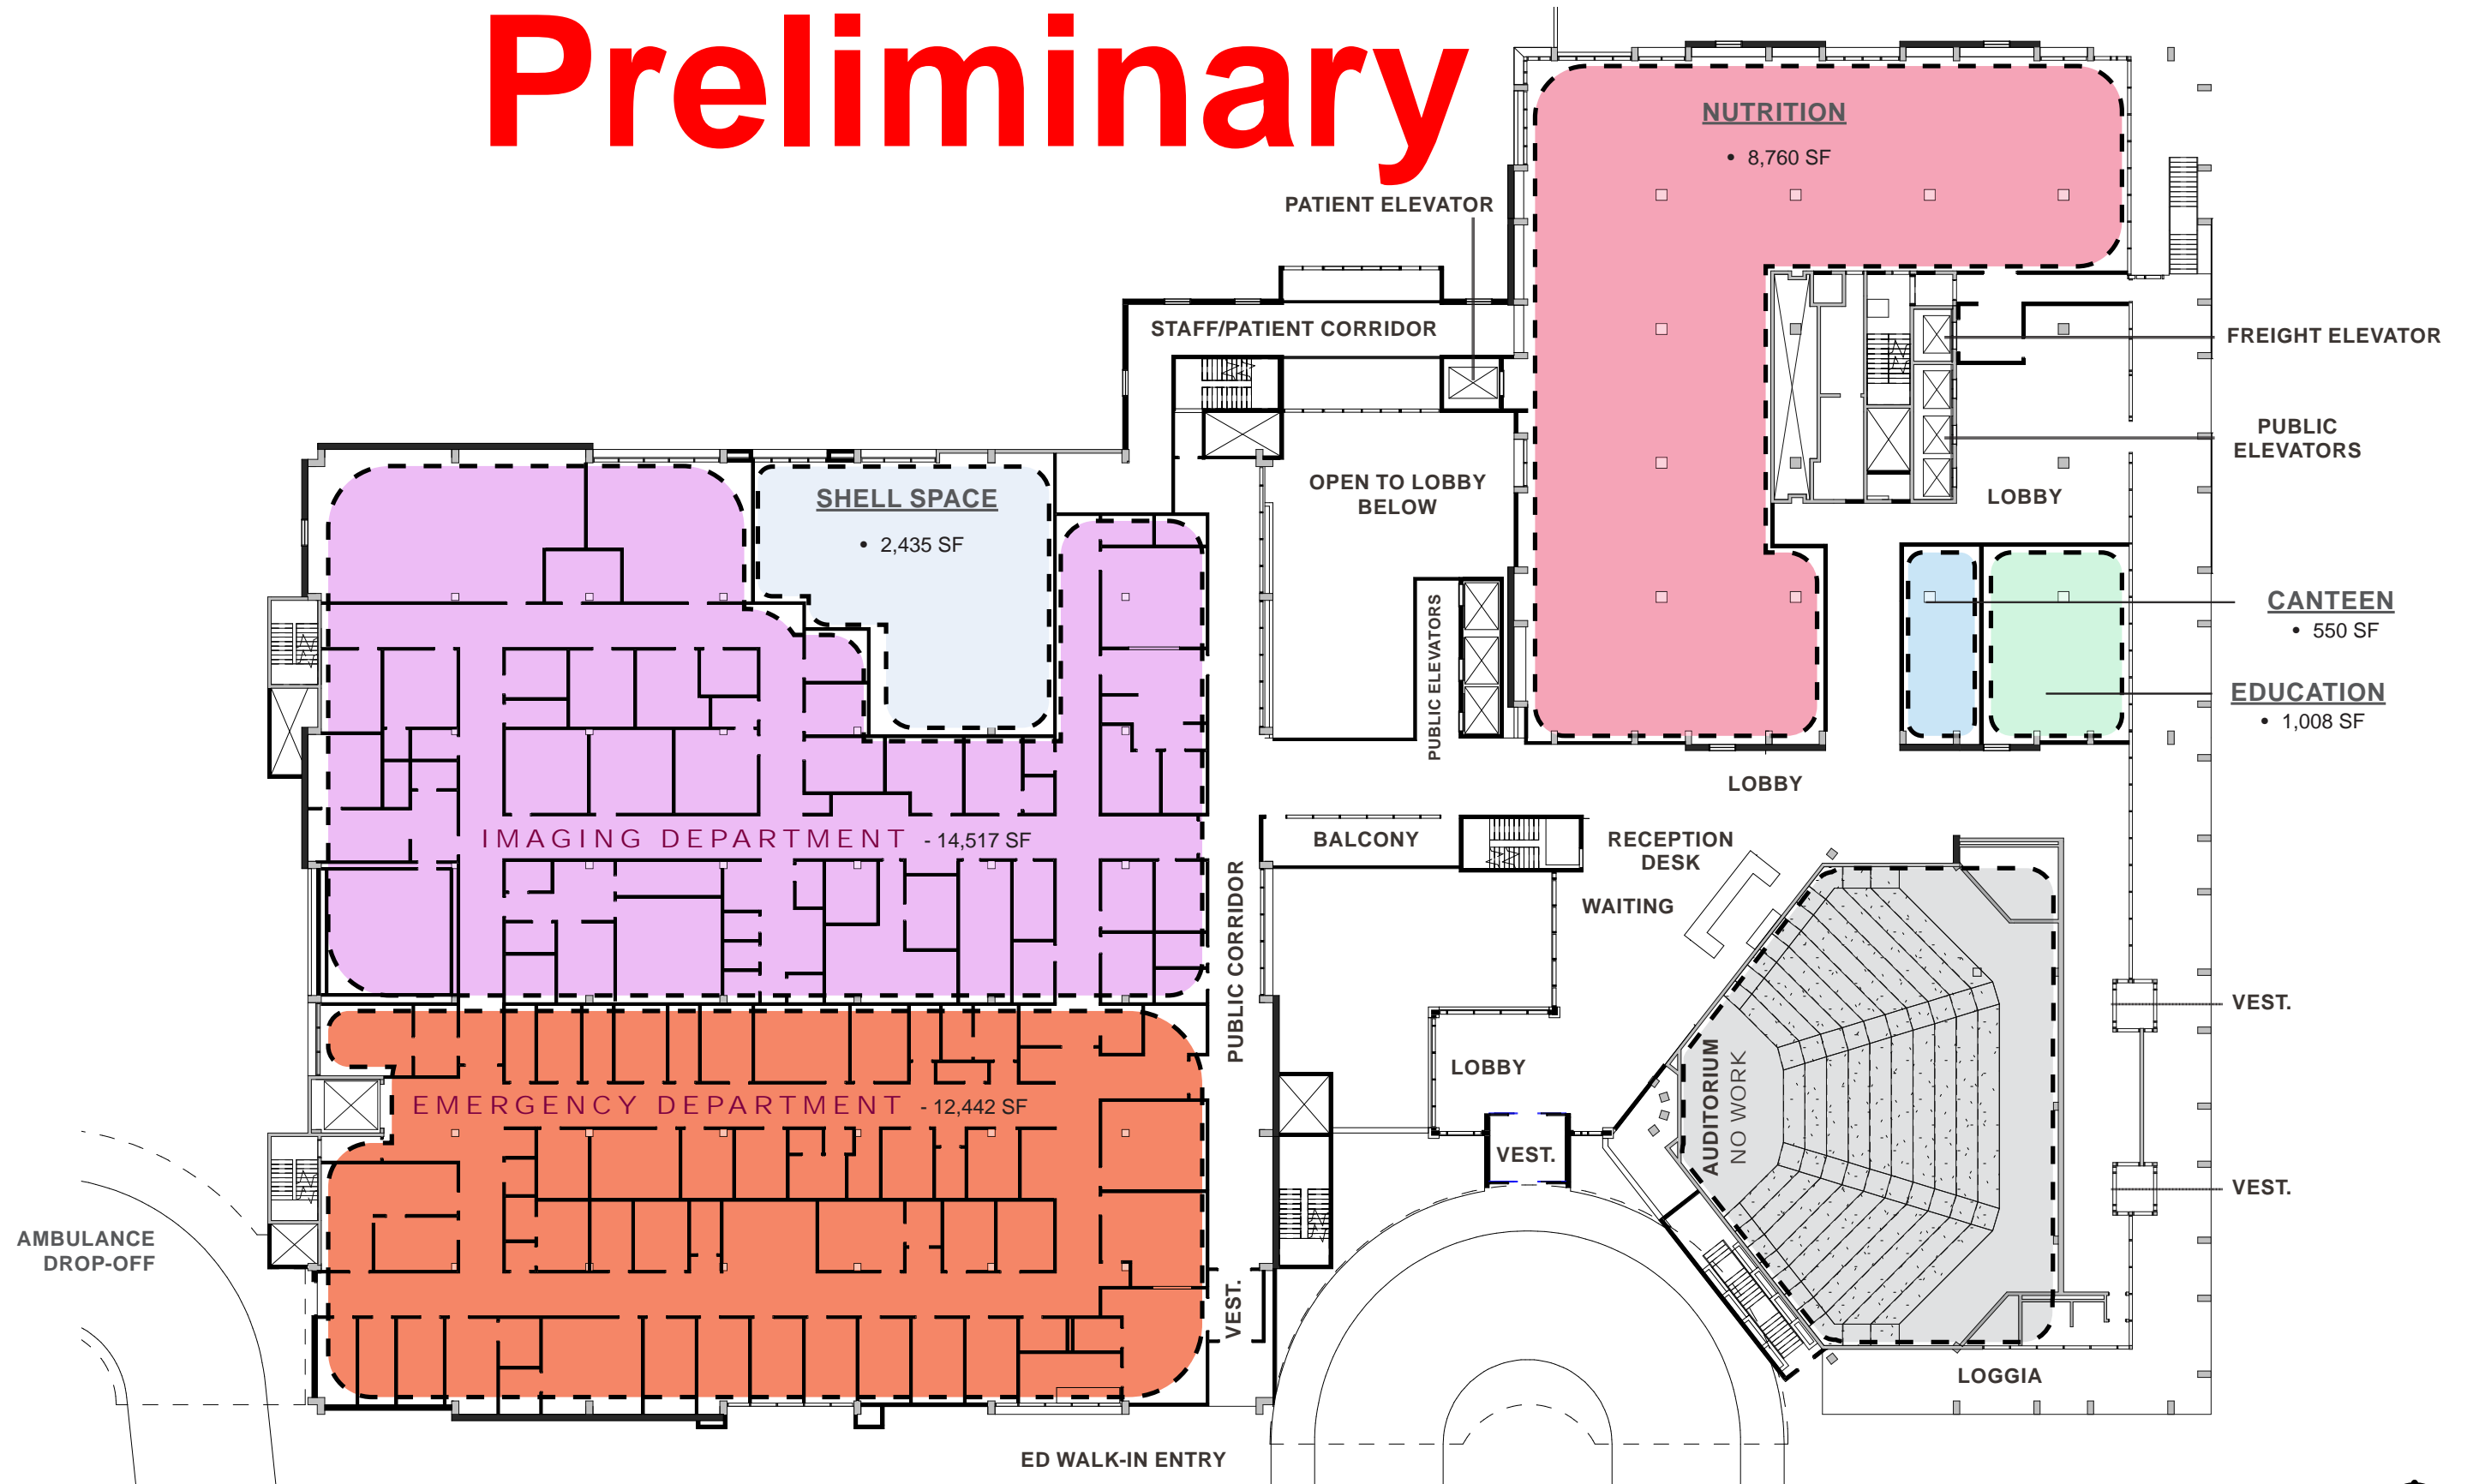 Preliminary
NUTRITION
• 8,760 SF
PATIENT ELEVATOR
STAFF/PATIENT CORRIDOR
FREIGHT ELEVATOR
PUBLIC
ELEVATORS
OPEN TO LOBBY
BELOW
LOBBY
SHELL SPACE
• 2,435 SF
CANTEEN
• 550 SF
PUBLIC ELEVATORS
EDUCATION
• 1,008 SF
LOBBY
IMAGING DEPARTMENT - 14,517 SF
BALCONY
RECEPTION
DESK
WAITING
PUBLIC CORRIDOR
VEST.
LOBBY
AUDITORIUM
NO WORK
EMERGENCY DEPARTMENT - 12,442 SF
VEST.
VEST.
AMBULANCE
DROP-OFF
VEST.
LOGGIA
ED WALK-IN ENTRY